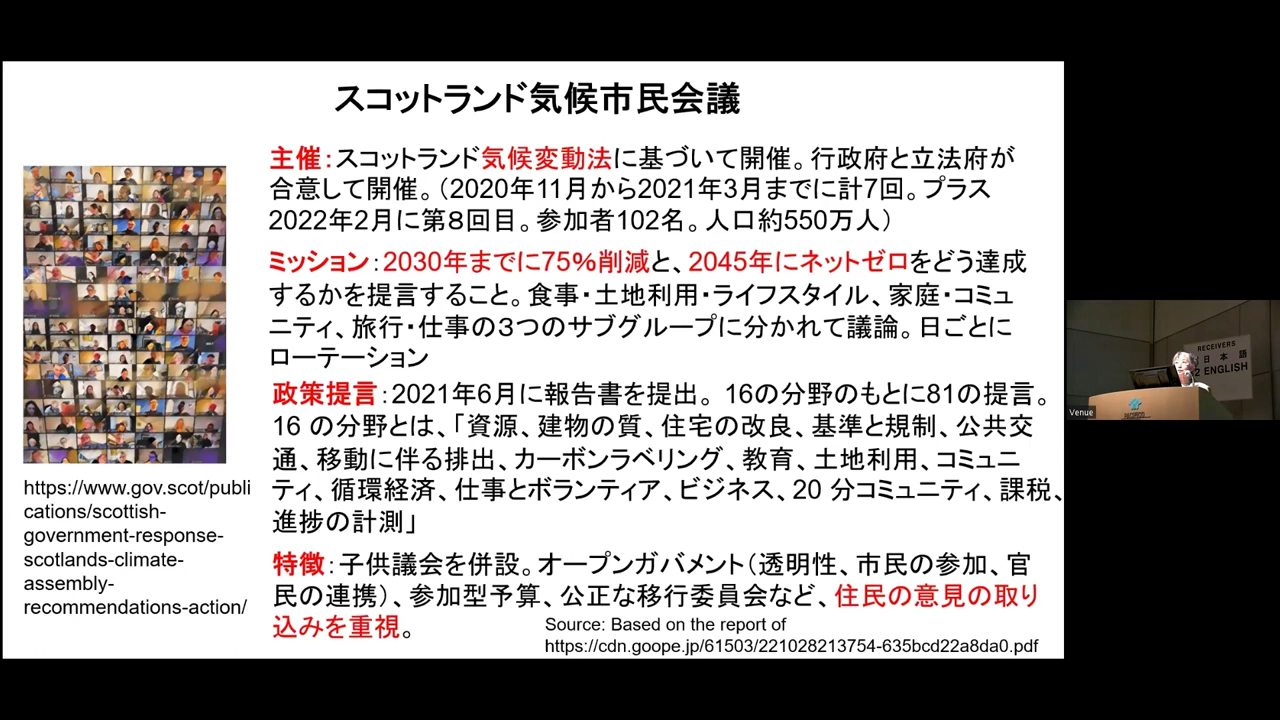 スコットランド気候市民会議
主催：スコットランド気候変動法に基づいて開催。行政府と立法府が
合意して開催。（2020年11月から2021年3月までに計7回。プラス
2022年2月に第８回目。参加者102名。人口約550万人）
ミッション：2030年までに75％削減と、2045年にネットゼロをどう達成
するかを提言すること。食事・土地利用・ライフスタイル、家庭・コミュ
ニティ、旅行・仕事の３つのサブグループに分かれて議論。日ごとに
ローテーション
政策提言：2021年6月に報告書を提出。 16の分野のもとに81の提言。
16 の分野とは、「資源、建物の質、住宅の改良、基準と規制、公共交
通、移動に伴る排出、カーボンラベリング、教育、土地利用、コミュニ
ティ、循環経済、仕事とボランティア、ビジネス、20 分コミュニティ、課税、
進捗の計測」
特徴：子供議会を併設。オープンガバメント（透明性、市民の参加、官
民の連携）、参加型予算、公正な移行委員会など、住民の意見の取り
込みを重視。
https://www.gov.scot/publi
cations/scottish-
government-response-
scotlands-climate-
assembly-
recommendations-action/
Source: Based on the report of
https://cdn.goope.jp/61503/221028213754-635bcd22a8da0.pdf
RECEIVERS
日本語
2 ENGLISH
Venue